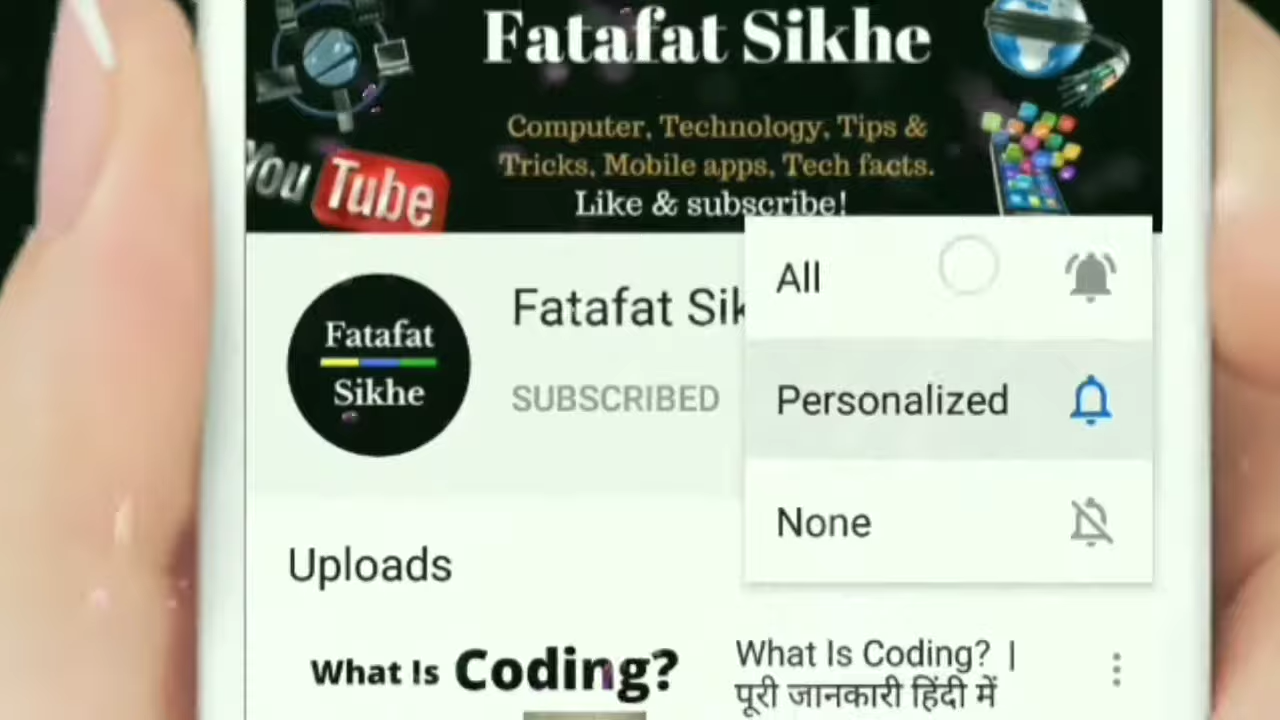 Fatafat Sikhe
Computer, Technology, Tips &
Tricks, Mobile apps, Tech facts.
Like & subscribe!
You Tube
Fatafat
Sikhe
Fatafat Sik
SUBSCRIBED
All
Personalized
None
Uploads
What Is Coding?
What Is Coding? |
पूरी जानकारी हिंदी में